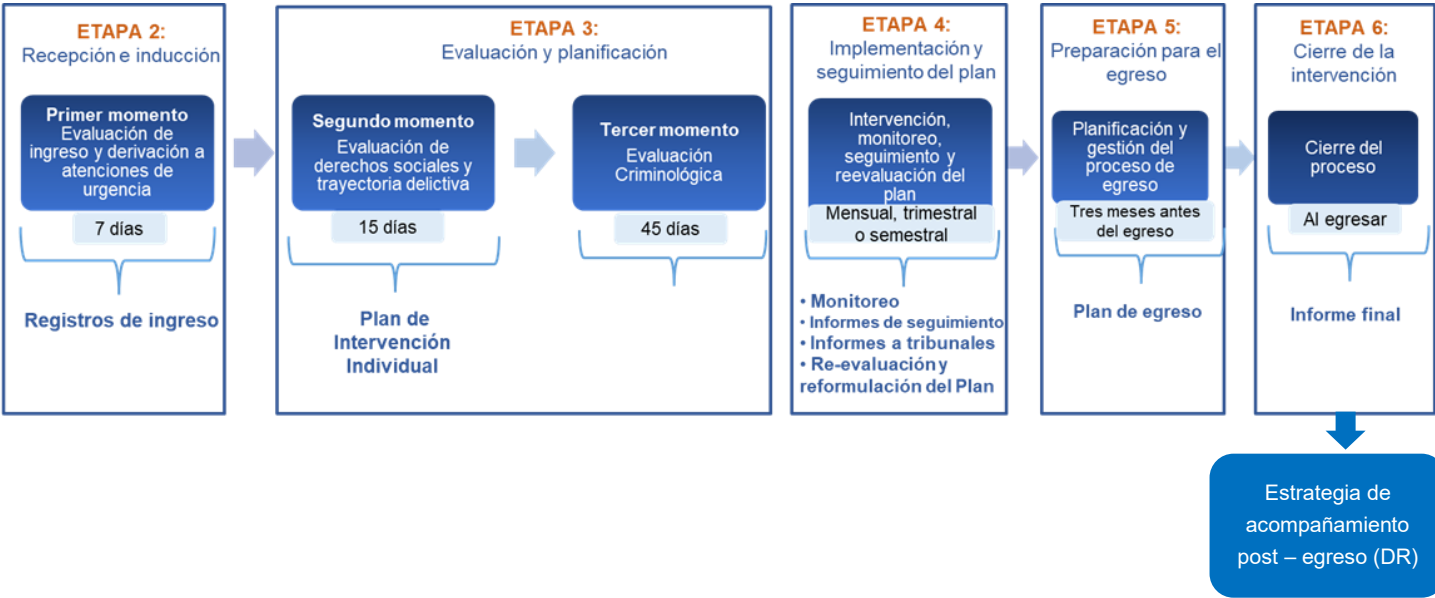 ETAPA 2:
Recepción e inducción
Primer momento
Evaluación de
ingreso y derivación a
atenciones de
urgencia
7 días
Registros de ingreso
ETAPA 3:
Evaluación y planificación
Segundo momento
Evaluación de
derechos sociales y
trayectoria delictiva
15 días
Plan de
Intervención
Individual
Tercer momento
Evaluación
Criminológica
45 días
ETAPA 4:
Implementación y
seguimiento del plan
Intervención,
monitoreo,
seguimiento y
reevaluación del
plan
Mensual, trimestral
o semestral
• Monitoreo
• Informes de seguimiento
• Informes a tribunales
• Re-evaluación y
reformulación del Plan
ETAPA 5:
Preparación para el
egreso
Planificación y
gestión del
proceso de
egreso
Tres meses antes
del egreso
Plan de egreso
ETAPA 6:
Cierre de la
intervención
Cierre del
proceso
Al egresar
Informe final
Estrategia de
acompañamiento
post – egreso (DR)